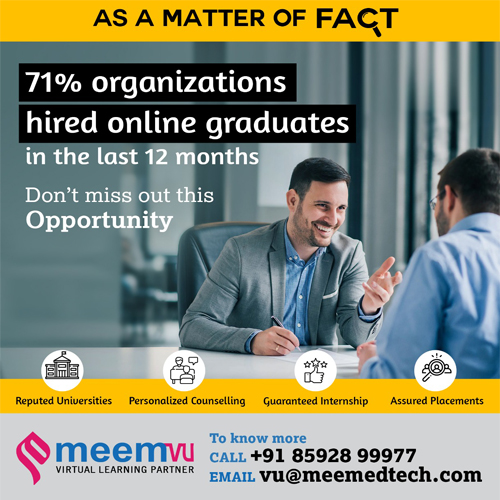 AS A MATTER OF FACT
71% organizations
hired online graduates
in the last 12 months
Don't miss out this
Opportunity
Reputed Universities
Personalized Counselling
Guaranteed Internship
Assured Placements
meemvu
VIRTUAL LEARNING PARTNER
To know more
CALL +91 85928 99977
EMAIL vu@meemedtech.com